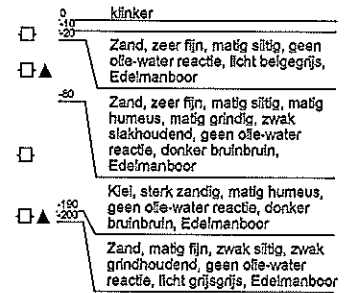 0 klinker
-10
-20
Zand, zeer fijn, matig siltig, geen
olie-water reactie, licht beigegrijs,
Edelmanboor
-80
Zand, zeer fijn, matig siltig, matig
humeus, matig grindig, zwak
slakhoudend, geen olie-water
reactie, donker bruinbruin,
Edelmanboor
Klei, sterk zandig, matig humeus,
-190 geen olie-water reactie, donker
-200 bruinbruin, Edelmanboor
Zand, matig fijn, zwak siltig, zwak
grindhoudend, geen olie-water
reactie, licht grijsgrijs, Edelmanboor